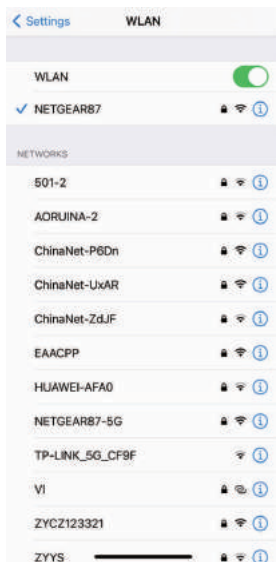 Settings WLAN
WLAN
NETGEAR87
NETWORKS
501-2
AORUINA-2
ChinaNet-P6Dn
ChinaNet-UxAR
ChinaNet-ZdJF
EAACPP
HUAWEI-AFA0
NETGEAR87-5G
TP-LINK_5G_CF9F
VI
ZYCZ123321
ZYYS